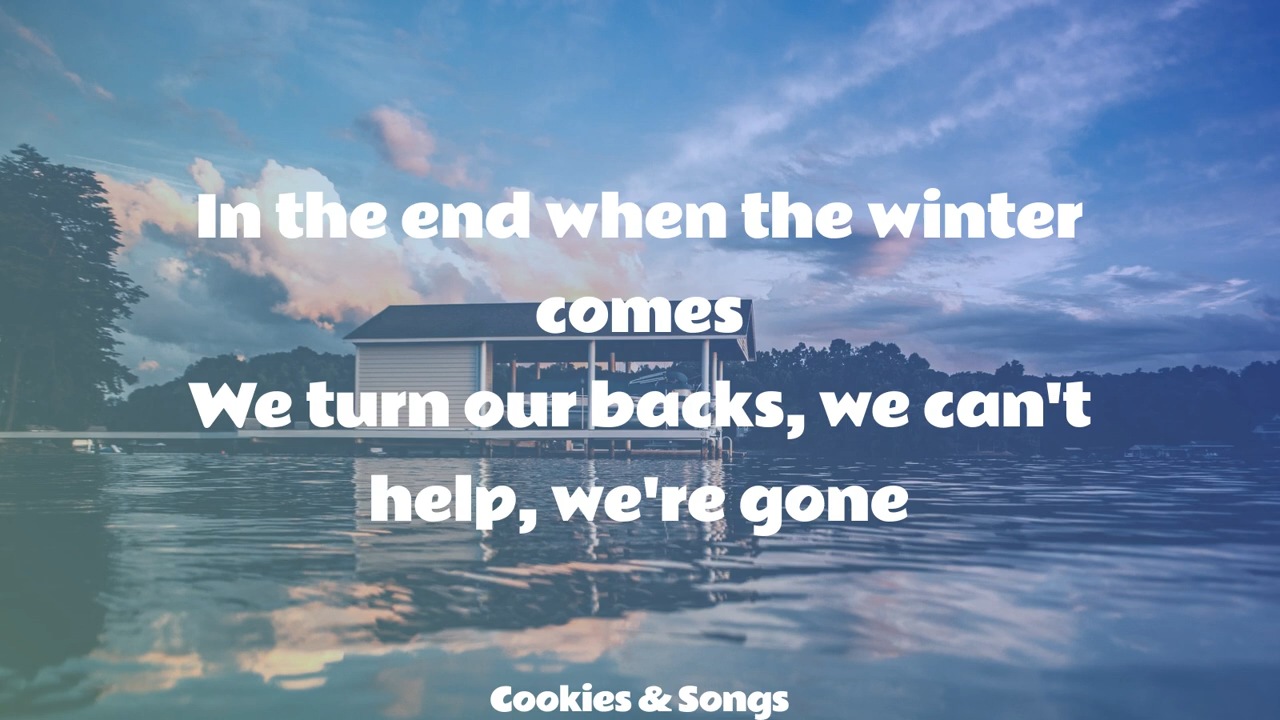 In the end when the winter
comes
We turn our backs, we can't
help, we're gone
Cookies & Songs